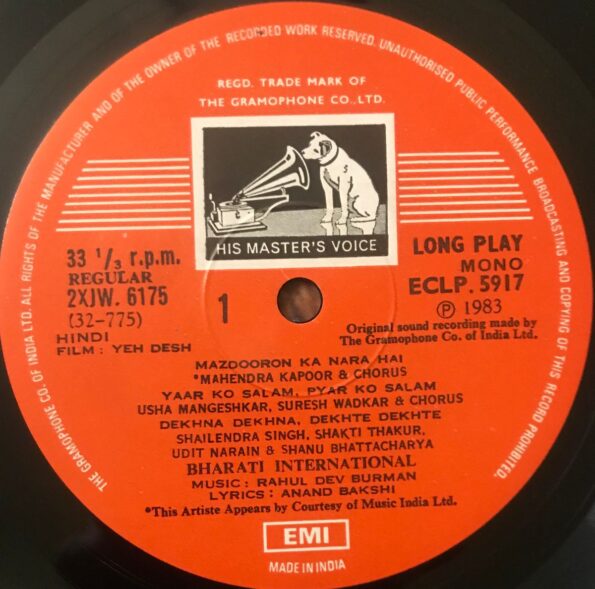 THE GRAMOPHONE CO. OF INDIA LTD. ALL RIGHTS OF THE MANUFACTURER AND OF THE OWNER OF THE RECORDED WORK RESERVED. UNAUTHORISED PUBLIC PERFORMANCE BROADCASTING AND COPYING OF THIS RECORD PROHIBITED.
REGD. TRADE MARK OF
THE GRAMOPHONE CO., LTD.
HIS MASTER'S VOICE
33 1/3 r.p.m.
REGULAR
2XJW. 6175
(32-775)
HINDI
FILM : YEH DESH
1
LONG PLAY
MONO
ECLP. 5917
Ⓟ 1983
Original sound recording made by
The Gramophone Co. of India Ltd.
MAZDOORON KA NARA HAI
*MAHENDRA KAPOOR & CHORUS
YAAR KO SALAM, PYAR KO SALAM
USHA MANGESHKAR, SURESH WADKAR & CHORUS
DEKHNA DEKHNA, DEKHTE DEKHTE
SHAILENDRA SINGH, SHAKTI THAKUR,
UDIT NARAIN & SHANU BHATTACHARYA
BHARATI INTERNATIONAL
MUSIC : RAHUL DEV BURMAN
LYRICS : ANAND BAKSHI
*This Artiste Appears by Courtesy of Music India Ltd.
EMI
MADE IN INDIA